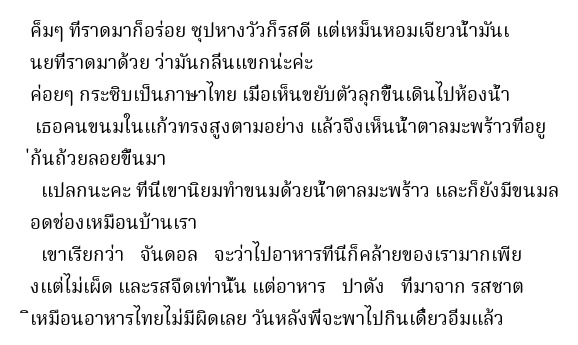 ค็มๆ ที่ราดมาก็อร่อย ซุปหางวัวก็รสดี แต่เหม็นหอมเจียวน้ำมันเ
นยที่ราดมาด้วย ว่ามันกลิ่นแขกน่ะค่ะ
ค่อยๆ กระซิบเป็นภาษาไทย เมื่อเห็นขยับตัวลุกขึ้นเดินไปห้องน้ำ
เธอคนขนมในแก้วทรงสูงตามอย่าง แล้วจึงเห็นน้ำตาลมะพร้าวที่อยู
่ก้นถ้วยลอยขึ้นมา
แปลกนะคะ ที่นี่เขานิยมทำขนมด้วยน้ำตาลมะพร้าว และก็ยังมีขนมล
อดช่องเหมือนบ้านเรา
เขาเรียกว่า จันดอล จะว่าไปอาหารที่นี่ก็คล้ายของเรามากเพีย
งแต่ไม่เผ็ด และรสจืดเท่านั้น แต่อาหาร ปาดัง ที่มาจาก รสชาต
ิเหมือนอาหารไทยไม่มีผิดเลย วันหลังพี่จะพาไปกินเดี๋ยวอิ่มแล้ว